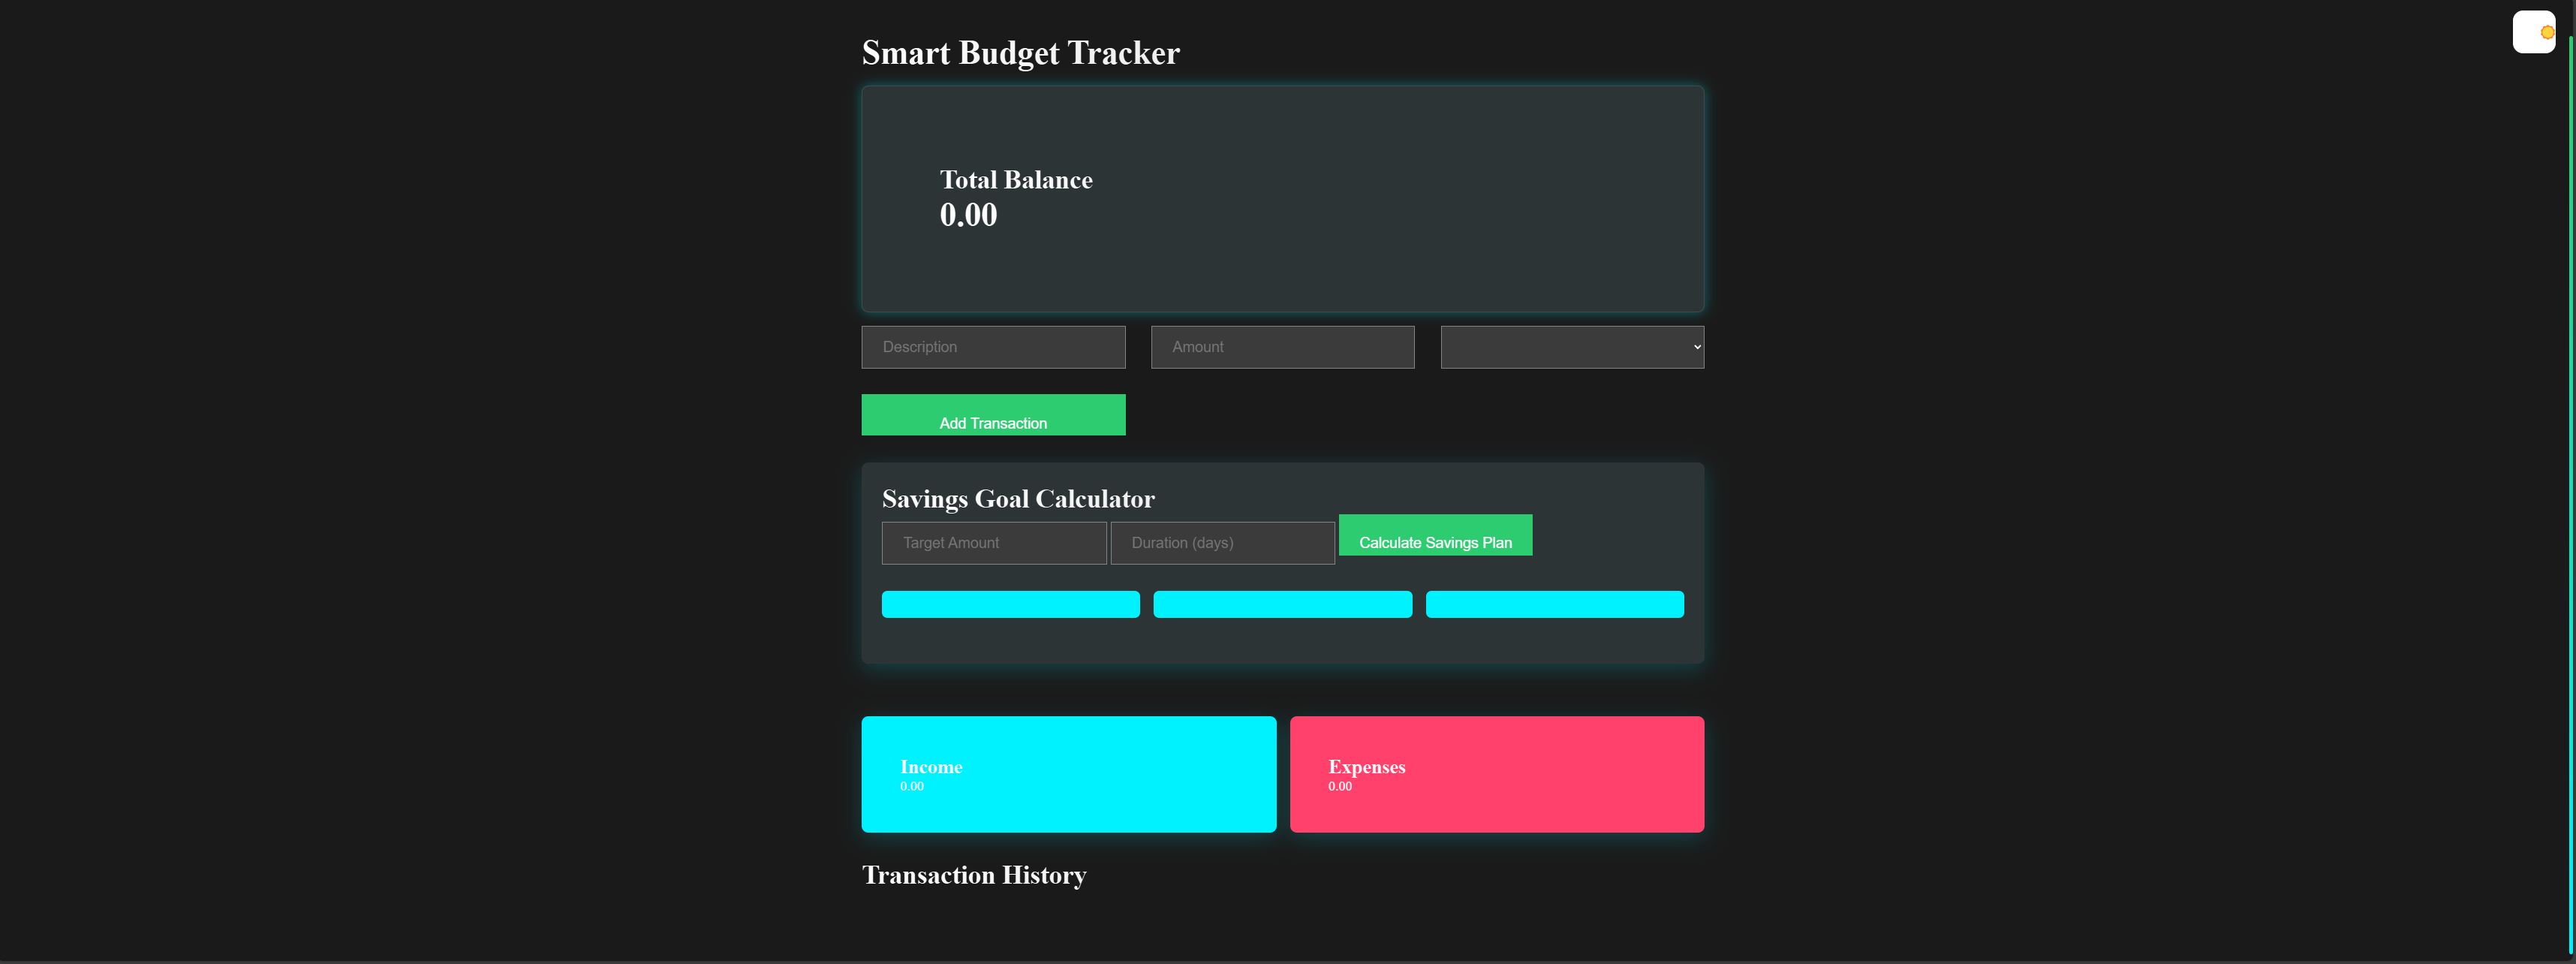 Smart Budget Tracker
Total Balance
0.00
Description
Amount
Add Transaction
Savings Goal Calculator
Target Amount
Duration (days)
Calculate Savings Plan
Income
0.00
Expenses
0.00
Transaction History